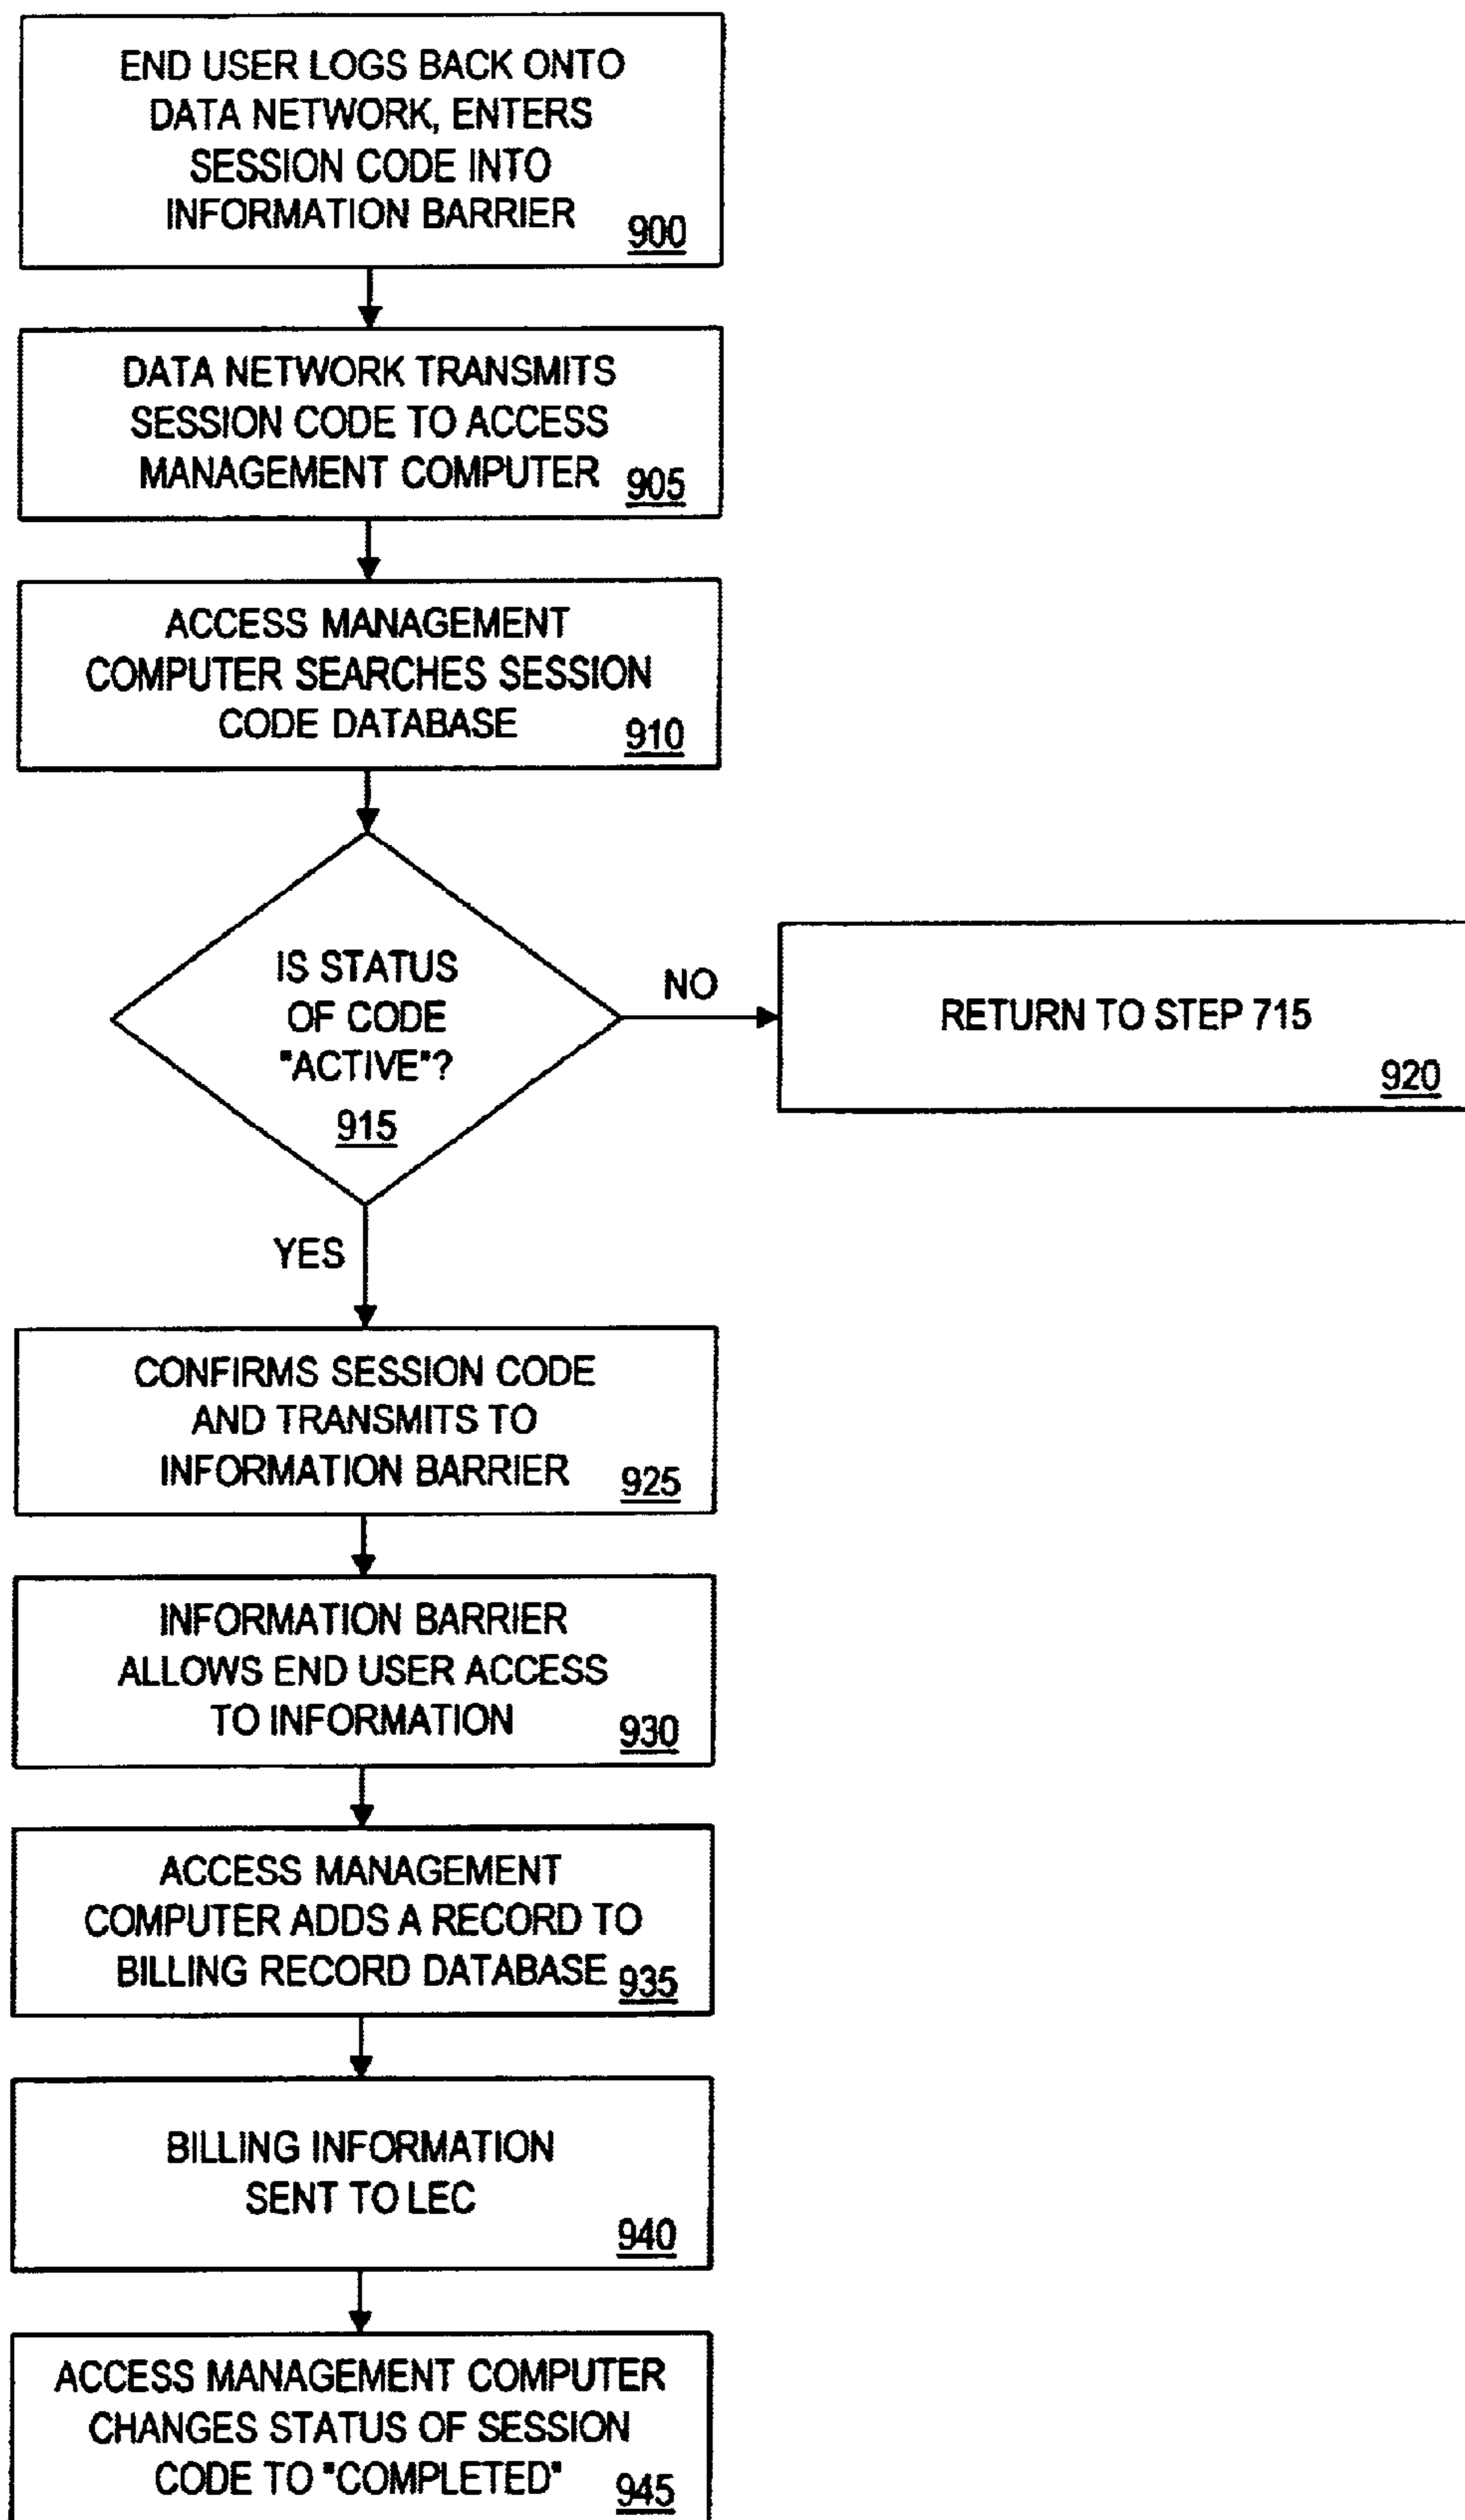 END USER LOGS BACK ONTO
DATA NETWORK, ENTERS
SESSION CODE INTO
INFORMATION BARRIER
900
DATA NETWORK TRANSMITS
SESSION CODE TO ACCESS
MANAGEMENT COMPUTER
905
ACCESS MANAGEMENT
COMPUTER SEARCHES SESSION
CODE DATABASE
910
IS STATUS
OF CODE
"ACTIVE"?
915
NO
RETURN TO STEP 715
920
YES
CONFIRMS SESSION CODE
AND TRANSMITS TO
INFORMATION BARRIER
925
INFORMATION BARRIER
ALLOWS END USER ACCESS
TO INFORMATION
930
ACCESS MANAGEMENT
COMPUTER ADDS A RECORD TO
BILLING RECORD DATABASE
935
BILLING INFORMATION
SENT TO LEC
940
ACCESS MANAGEMENT COMPUTER
CHANGES STATUS OF SESSION
CODE TO "COMPLETED"
945